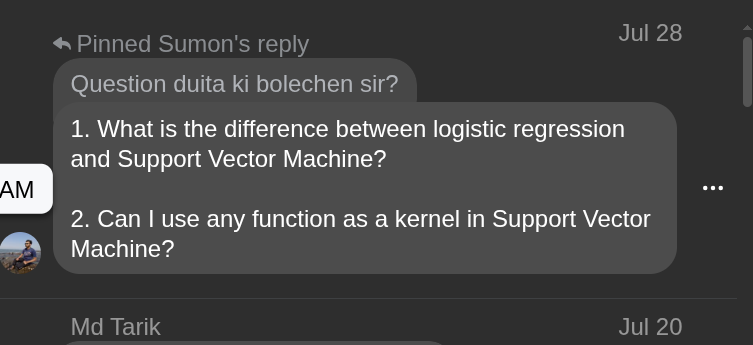 Jul 28
Pinned Sumon's reply
Question duita ki bolechen sir?
1. What is the difference between logistic regression
and Support Vector Machine?
AM
2. Can I use any function as a kernel in Support Vector
Machine?
Md Tarik
Jul 20